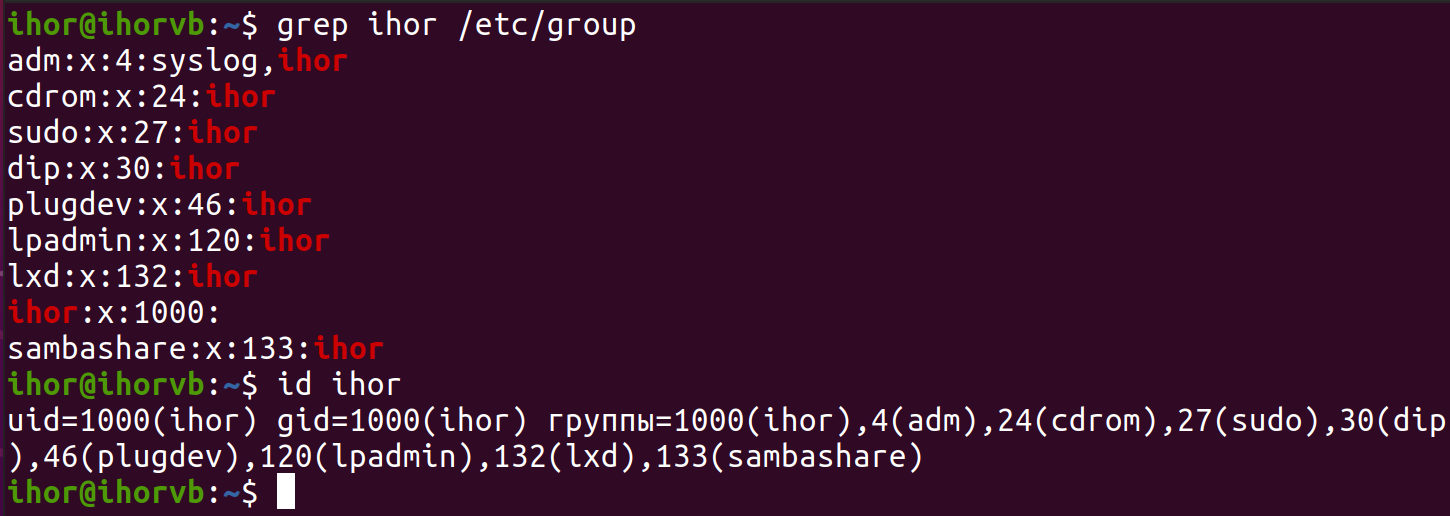 ihor@ihorvb:~$ grep ihor /etc/group
adm:x:4:syslog,ihor
cdrom:x:24:ihor
sudo:x:27:ihor
dip:x:30:ihor
plugdev:x:46:ihor
lpadmin:x:120:ihor
lxd:x:132:ihor
ihor:x:1000:
sambashare:x:133:ihor
ihor@ihorvb:~$ id ihor
uid=1000(ihor) gid=1000(ihor) группы=1000(ihor),4(adm),24(cdrom),27(sudo),30(dip
),46(plugdev),120(lpadmin),132(lxd),133(sambashare)
ihor@ihorvb:~$